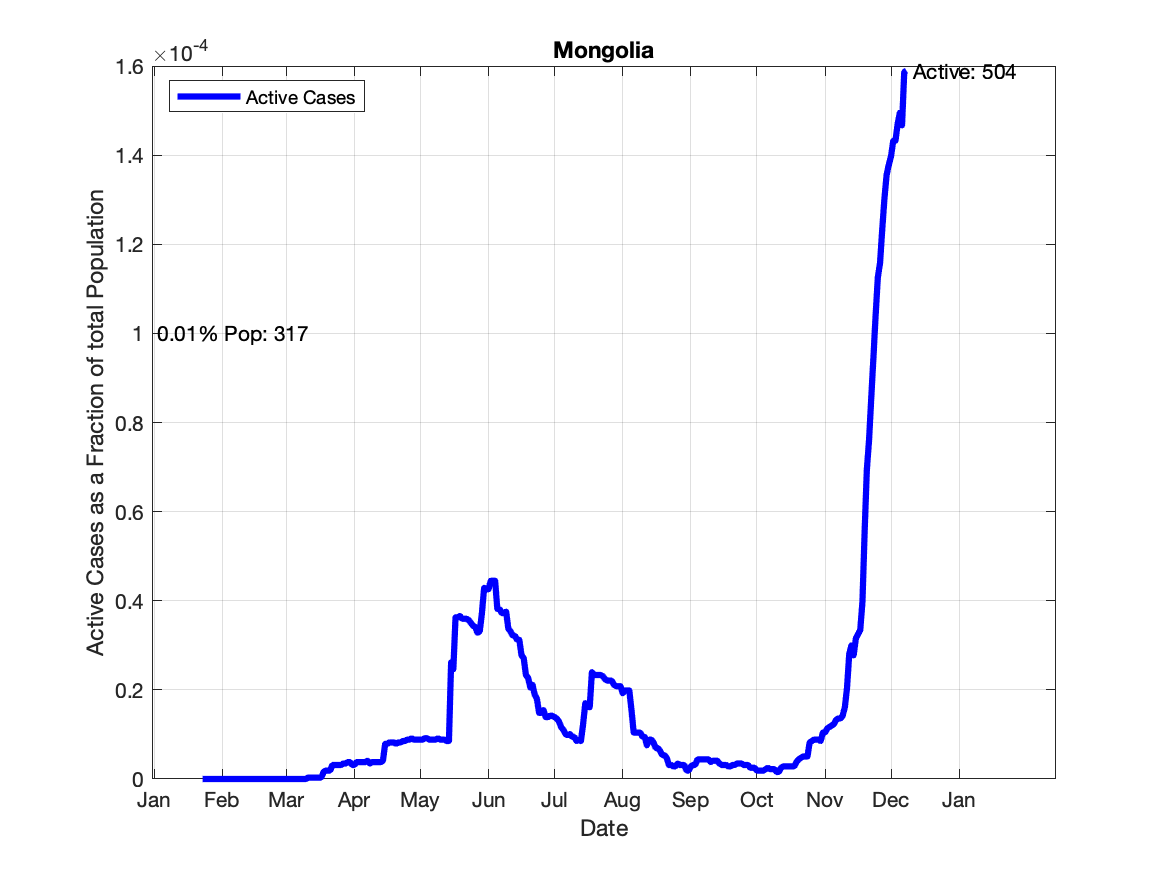 Mongolia
×10-4
1.6
1.4
1.2
1
0.8
0.6
0.4
0.2
0
Active Cases as a Fraction of total Population
Active Cases
Active: 504
0.01% Pop: 317
Jan Feb Mar Apr May Jun Jul Aug Sep Oct Nov Dec Jan
Date